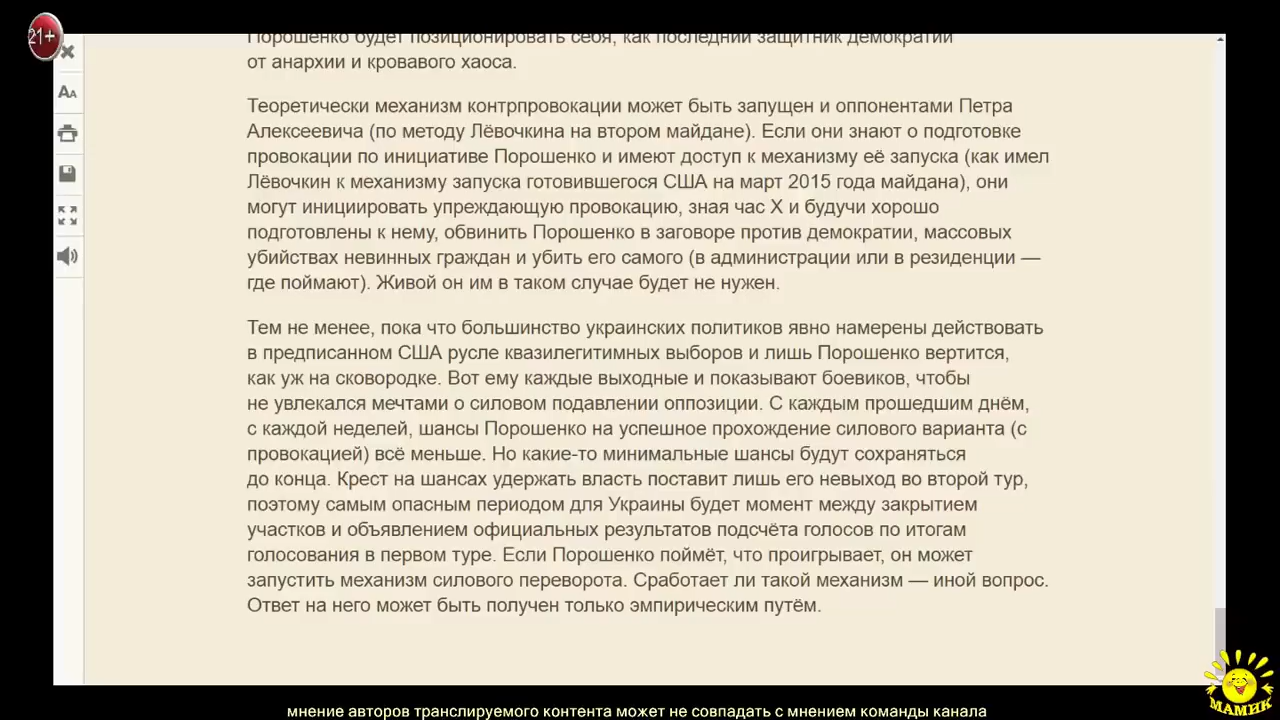 21+
Порошенко будет позиционировать себя, как последний защитник демократии
от анархии и кровавого хаоса.
Теоретически механизм контрпровокации может быть запущен и оппонентами Петра
Алексеевича (по методу Лёвочкина на втором майдане). Если они знают о подготовке
провокации по инициативе Порошенко и имеют доступ к механизму её запуска (как имел
Лёвочкин к механизму запуска готовившегося США на март 2015 года майдана), они
могут инициировать упреждающую провокацию, зная час Х и будучи хорошо
подготовлены к нему, обвинить Порошенко в заговоре против демократии, массовых
убийствах невинных граждан и убить его самого (в администрации или в резиденции —
где поймают). Живой он им в таком случае будет не нужен.
Тем не менее, пока что большинство украинских политиков явно намерены действовать
в предписанном США русле квазилегитимных выборов и лишь Порошенко вертится,
как уж на сковородке. Вот ему каждые выходные и показывают боевиков, чтобы
не увлекался мечтами о силовом подавлении оппозиции. С каждым прошедшим днём,
с каждой неделей, шансы Порошенко на успешное прохождение силового варианта (с
провокацией) всё меньше. Но какие-то минимальные шансы будут сохраняться
до конца. Крест на шансах удержать власть поставит лишь его невыход во второй тур,
поэтому самым опасным периодом для Украины будет момент между закрытием
участков и объявлением официальных результатов подсчёта голосов по итогам
голосования в первом туре. Если Порошенко поймёт, что проигрывает, он может
запустить механизм силового переворота. Сработает ли такой механизм — иной вопрос.
Ответ на него может быть получен только эмпирическим путём.
МАМИК
мнение авторов транслируемого контента может не совпадать с мнением команды канала